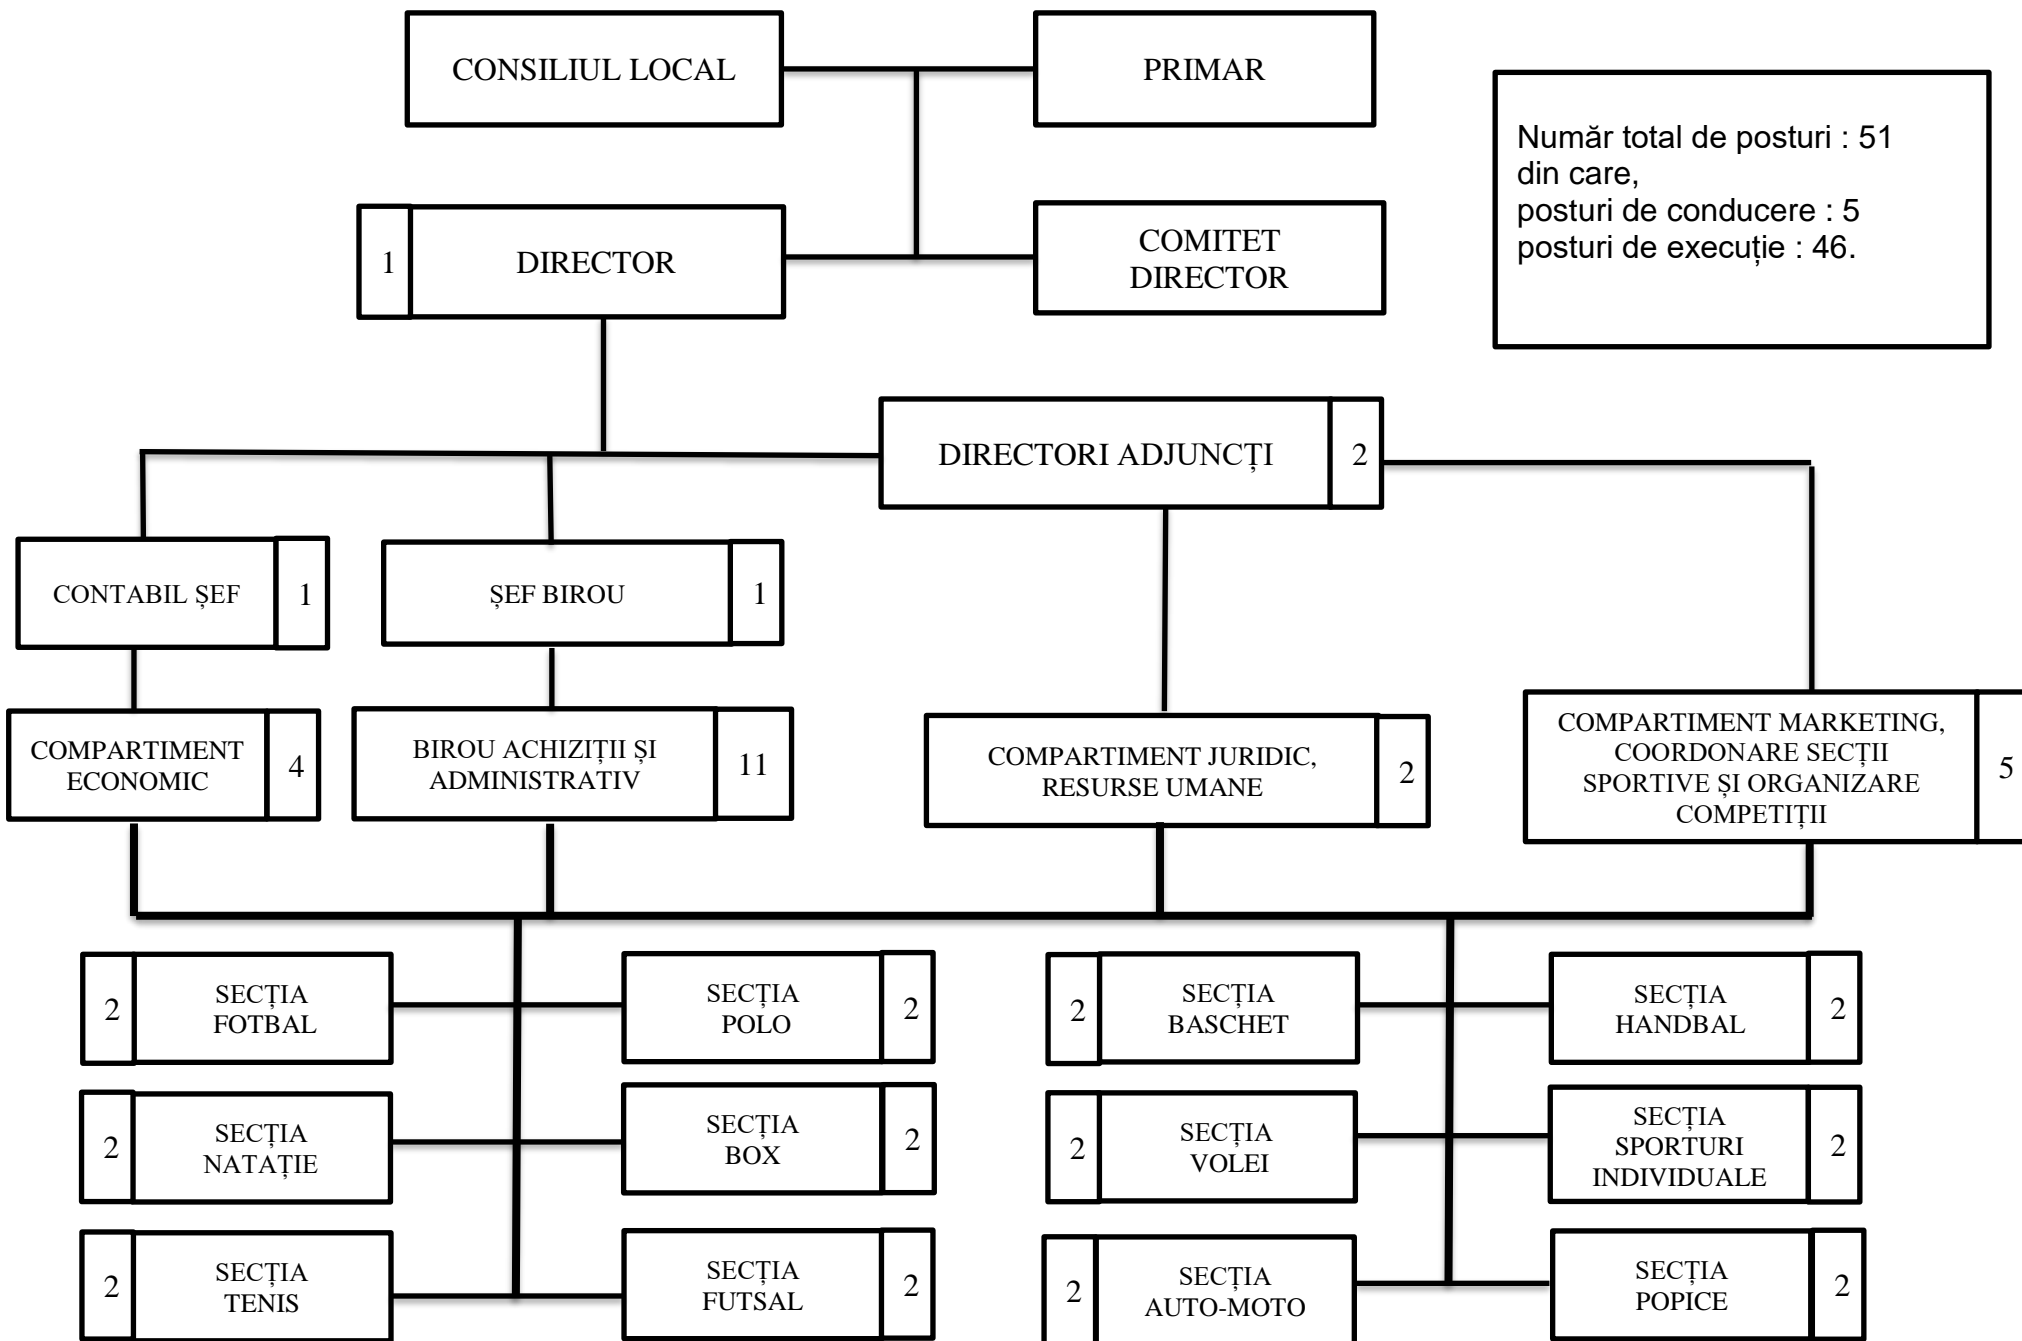 CONSILIUL LOCAL
PRIMAR
Număr total de posturi : 51
din care,
posturi de conducere : 5
posturi de execuție : 46.
1
DIRECTOR
COMITET
DIRECTOR
DIRECTORI ADJUNCȚI
2
CONTABIL ȘEF
1
ȘEF BIROU
1
COMPARTIMENT
ECONOMIC
4
BIROU ACHIZIȚII ȘI
ADMINISTRATIV
11
COMPARTIMENT JURIDIC,
RESURSE UMANE
2
COMPARTIMENT MARKETING,
COORDONARE SECȚII
SPORTIVE ȘI ORGANIZARE
COMPETIȚII
5
2
SECȚIA
FOTBAL
SECȚIA
POLO
2
2
SECȚIA
BASCHET
SECȚIA
HANDBAL
2
2
SECȚIA
NATAȚIE
SECȚIA
BOX
2
2
SECȚIA
VOLEI
SECȚIA
SPORTURI
INDIVIDUALE
2
2
SECȚIA
TENIS
SECȚIA
FUTSAL
2
2
SECȚIA
AUTO-MOTO
SECȚIA
POPICE
2